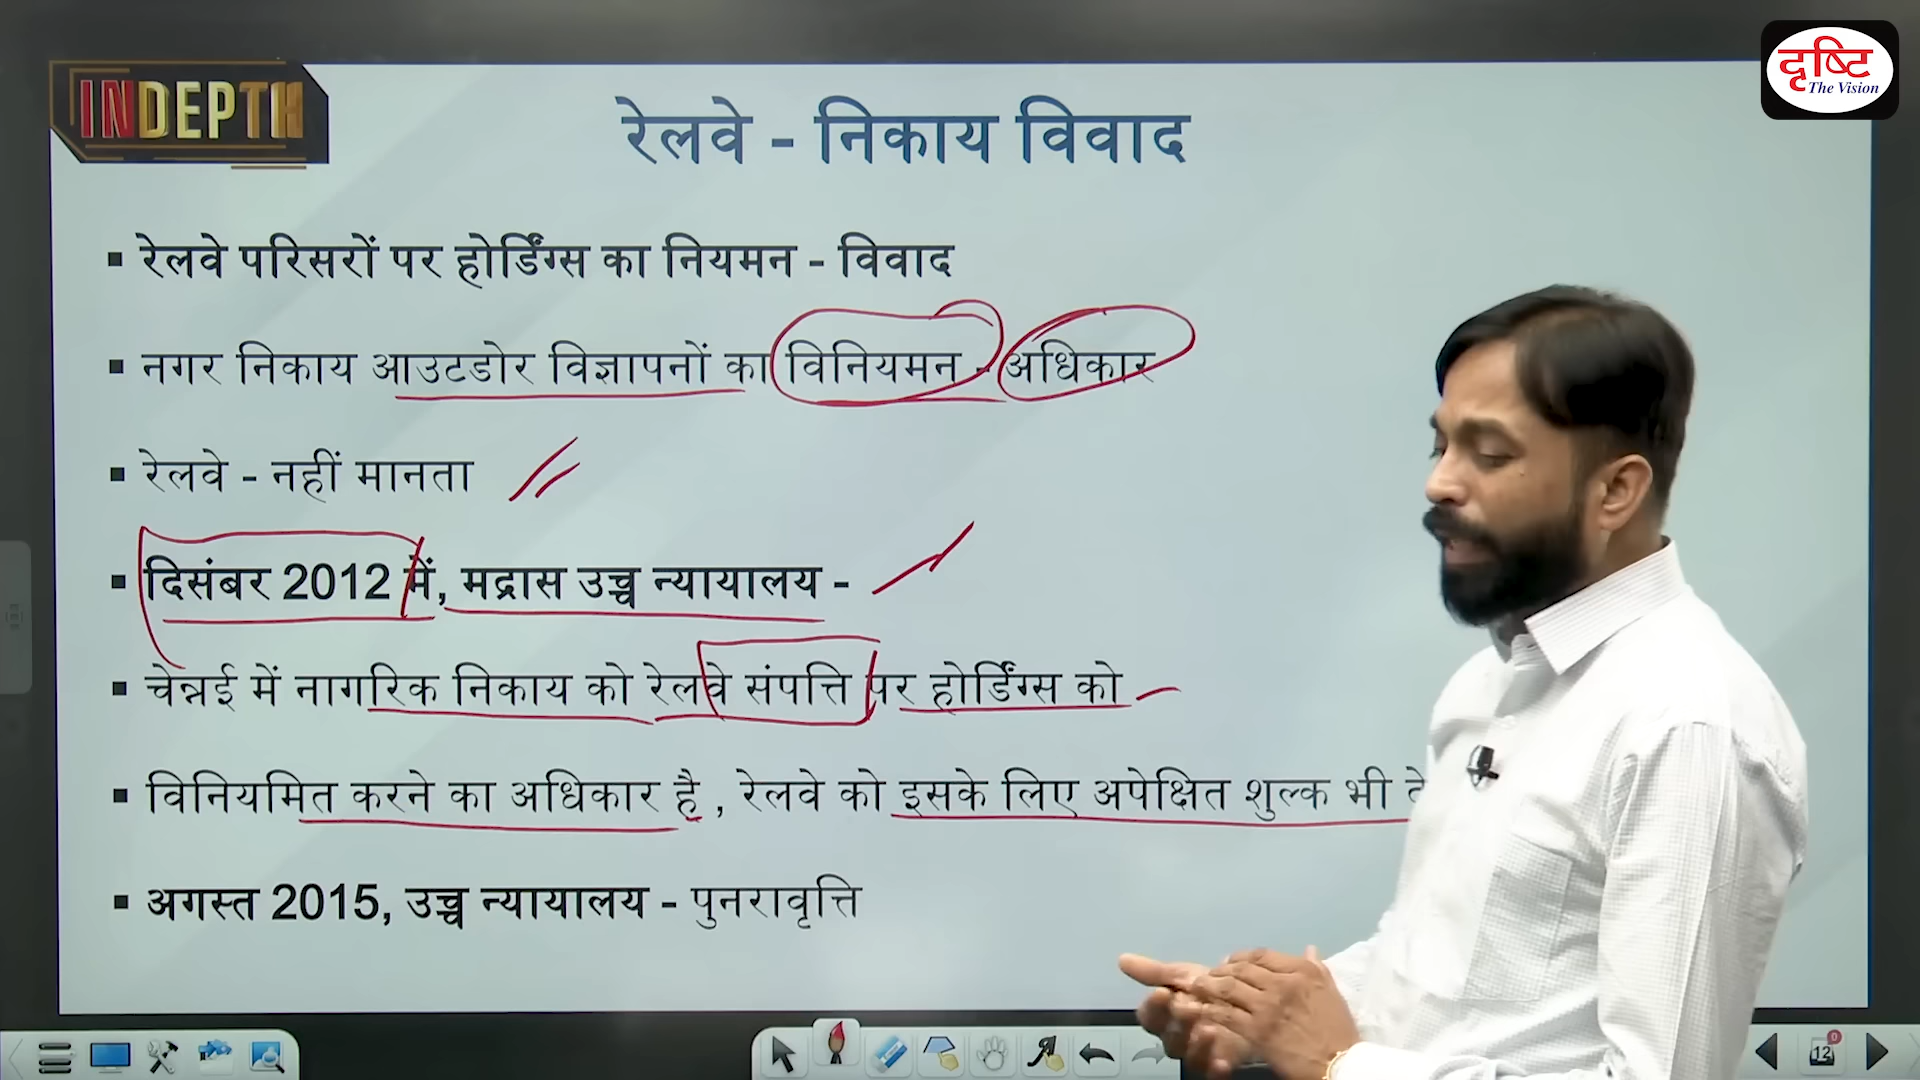 दृष्टि
The Vision
INDEPTH
रेलवे - निकाय विवाद
▪ रेलवे परिसरों पर होर्डिंग्स का नियमन - विवाद
▪ नगर निकाय आउटडोर विज्ञापनों का विनियमन - अधिकार
▪ रेलवे - नहीं मानता
▪ दिसंबर 2012 में, मद्रास उच्च न्यायालय -
▪ चेन्नई में नागरिक निकाय को रेलवे संपत्ति पर होर्डिंग्स को
▪ विनियमित करने का अधिकार है , रेलवे को इसके लिए अपेक्षित शुल्क भी
▪ अगस्त 2015, उच्च न्यायालय - पुनरावृत्ति
12
0